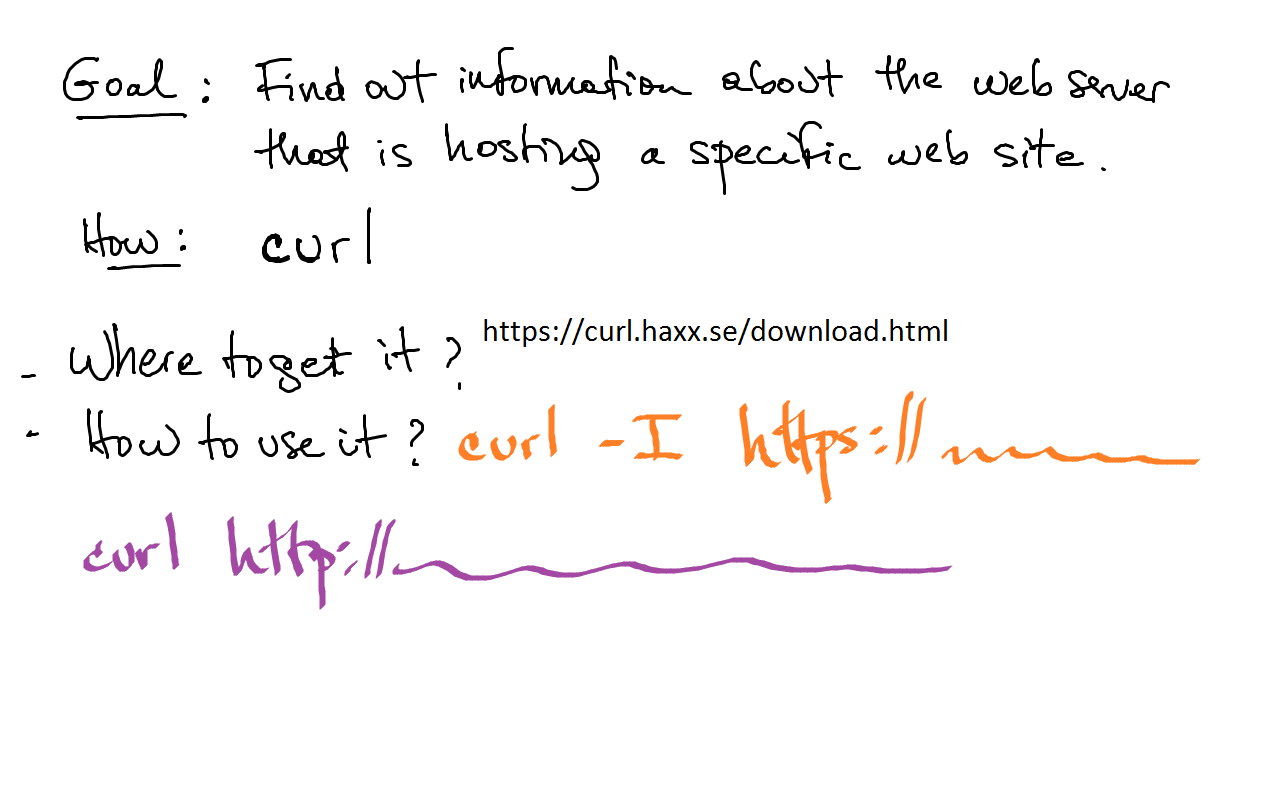 Goal: Find out information about the web server
that is hosting a specific web site.
How: curl
- Where to get it? https://curl.haxx.se/download.html
- How to use it? curl -I https://
curl http://